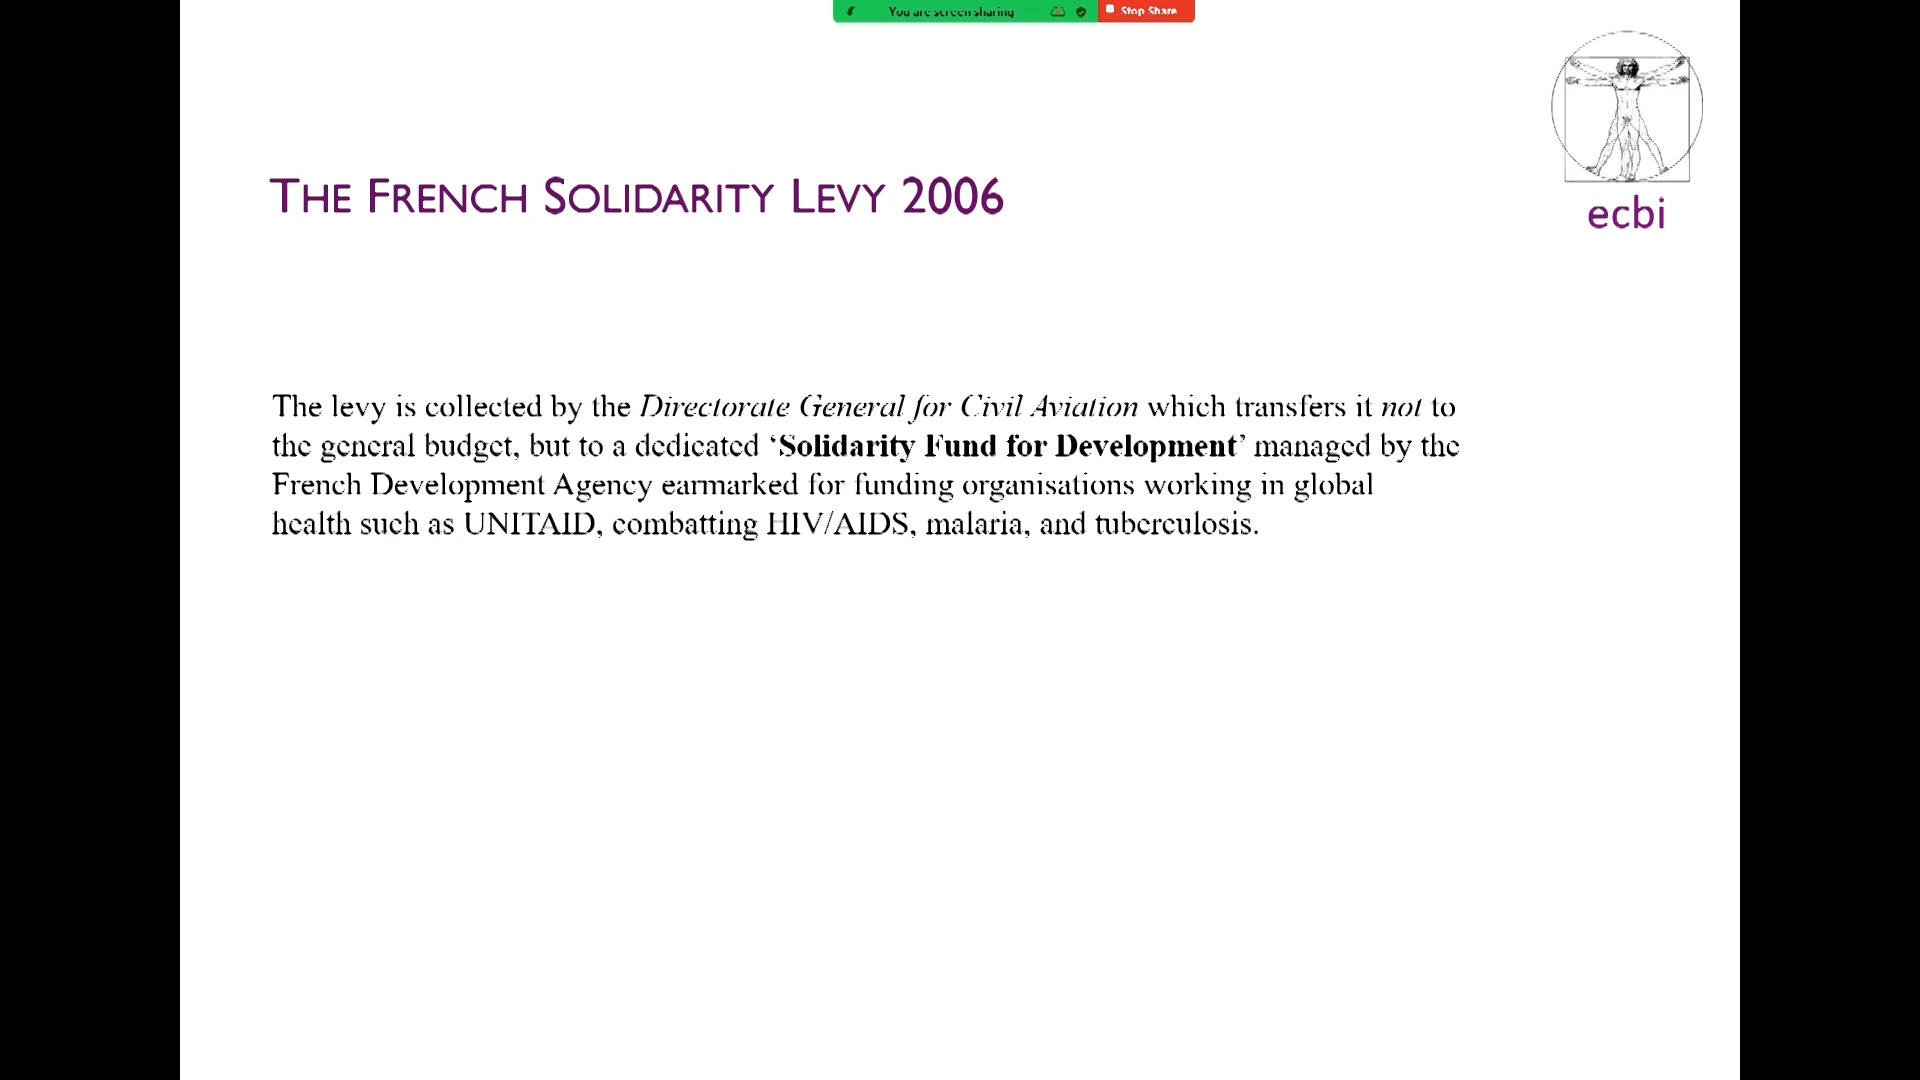 You are screen sharing
Stop Share
ecbi
THE FRENCH SOLIDARITY LEVY 2006
The levy is collected by the Directorate General for Civil Aviation which transfers it not to
the general budget, but to a dedicated ‘Solidarity Fund for Development’ managed by the
French Development Agency earmarked for funding organisations working in global
health such as UNITAID, combatting HIV/AIDS, malaria, and tuberculosis.